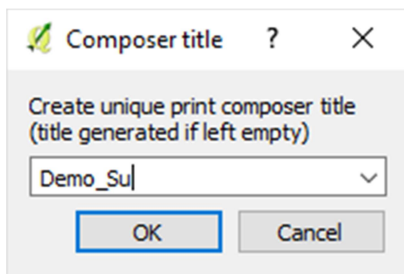 Composer title ?
Create unique print composer title
(title generated if left empty)
Demo_Su
OK Cancel